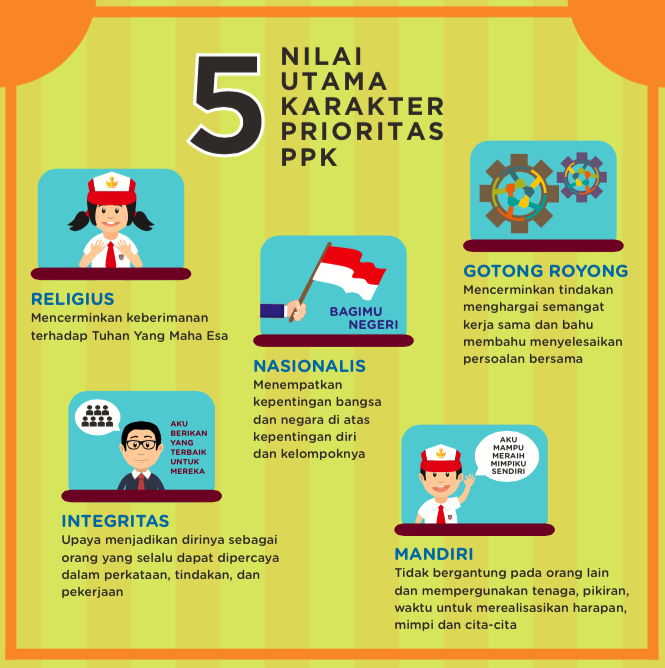 5
NILAI
UTAMA
KARAKTER
PRIORITAS
PPK
RELIGIUS
Mencerminkan keberimanan
terhadap Tuhan Yang Maha Esa
BAGIMU
NEGERI
NASIONALIS
Menempatkan
kepentingan bangsa
dan negara di atas
kepentingan diri
dan kelompoknya
GOTONG ROYONG
Mencerminkan tindakan
menghargai semangat
kerja sama dan bahu
membahu menyelesaikan
persoalan bersama
AKU
BERIKAN
YANG
TERBAIK
UNTUK
MEREKA
INTEGRITAS
Upaya menjadikan dirinya sebagai
orang yang selalu dapat dipercaya
dalam perkataan, tindakan, dan
pekerjaan
AKU
MAMPU
MERAIH
MIMPIKU
SENDIRI
MANDIRI
Tidak bergantung pada orang lain
dan mempergunakan tenaga, pikiran,
waktu untuk merealisasikan harapan,
mimpi dan cita-cita